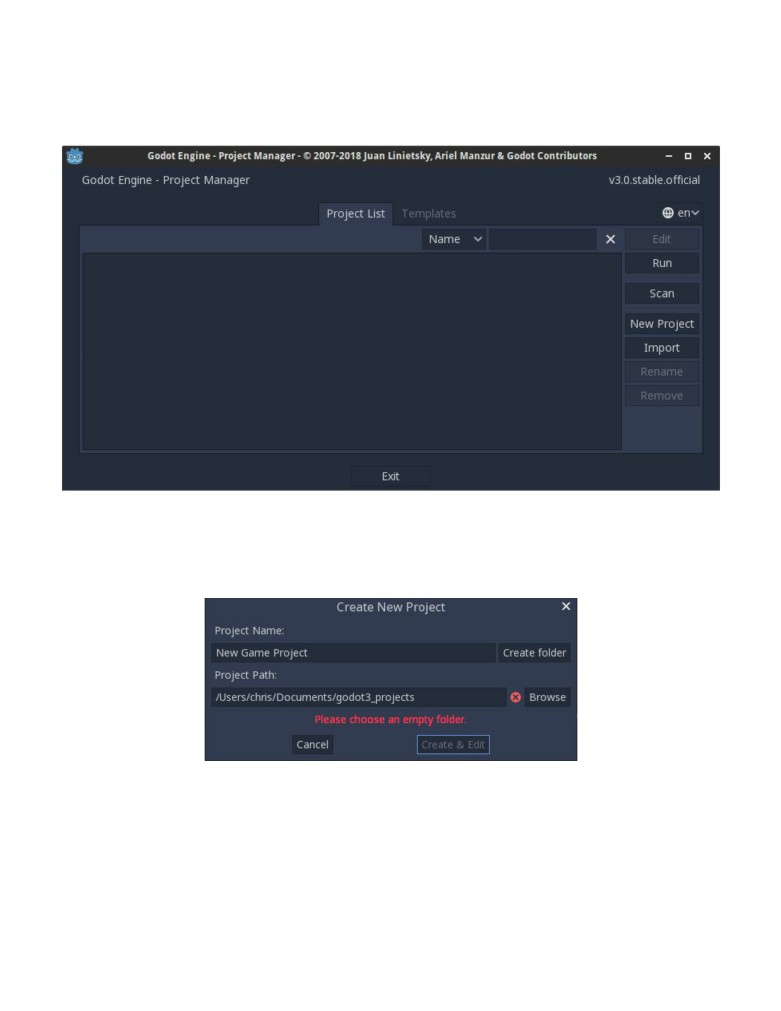 Godot Engine - Project Manager - © 2007-2018 Juan Linietsky, Ariel Manzur & Godot Contributors
Godot Engine - Project Manager v3.0.stable.official
Project List Templates en
Name Edit
Run
Scan
New Project
Import
Rename
Remove
Exit
Create New Project
Project Name:
New Game Project Create folder
Project Path:
/Users/chris/Documents/godot3_projects Browse
Please choose an empty folder.
Cancel Create & Edit